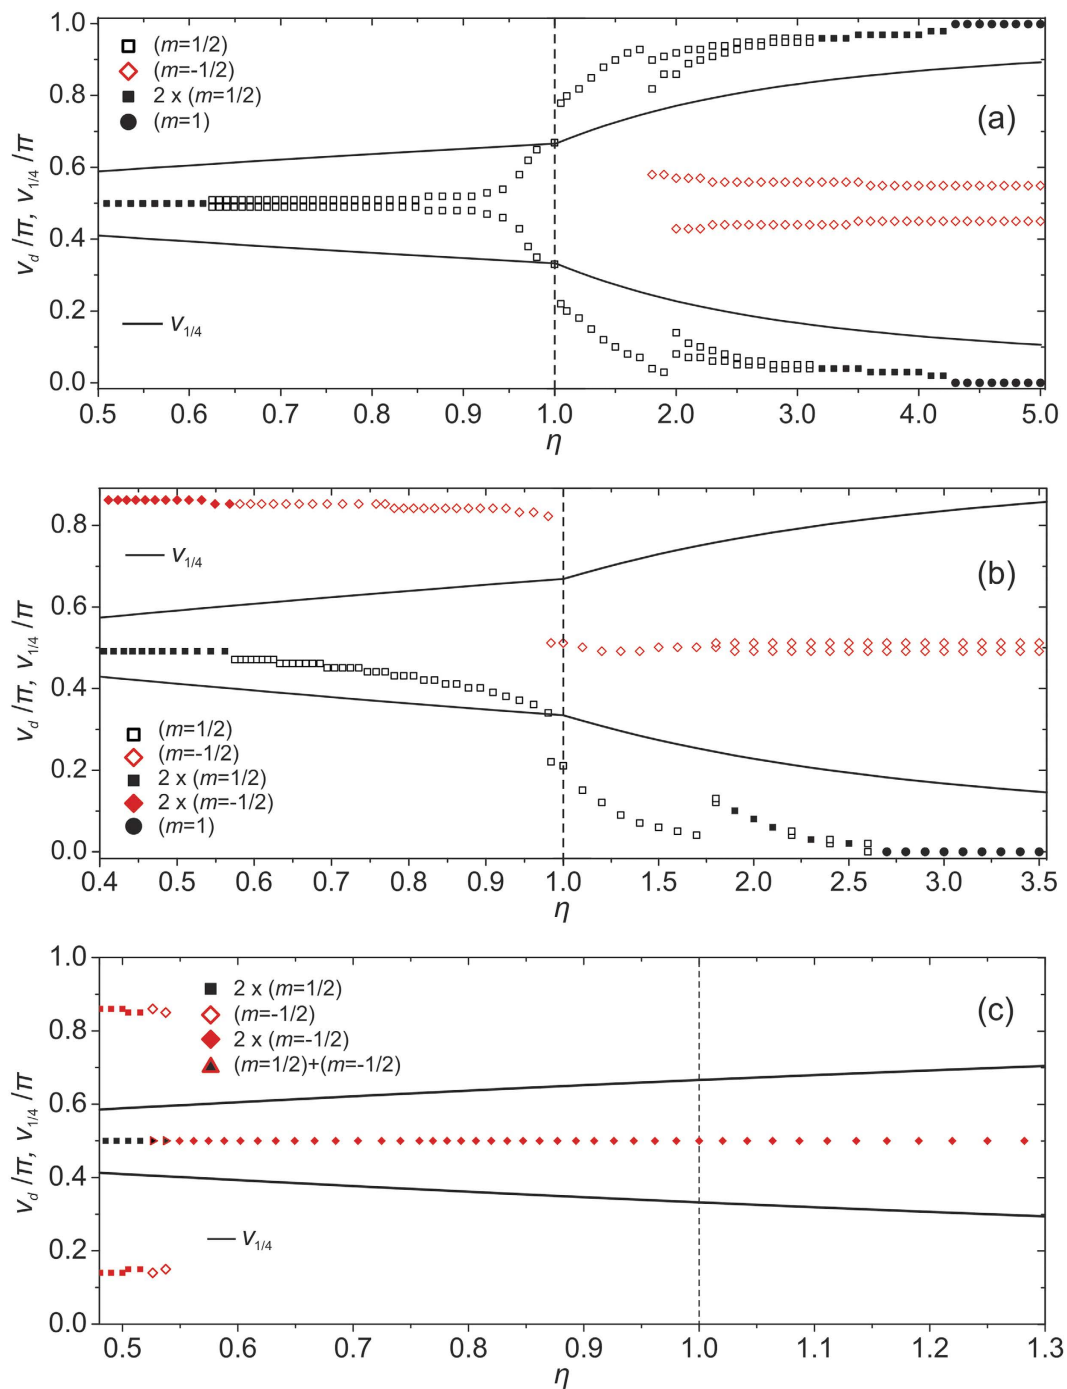 1.0
(m=1/2)
(m=-1/2)
2 x (m=1/2)
(m=1)
(a)
0.8
0.6
0.4
0.2
0.0
v_d/π, v_1/4/π
v_1/4
0.5 0.6 0.7 0.8 0.9 1.0 2.0 3.0 4.0 5.0
η
0.8
v_1/4
(b)
0.6
0.4
0.2
0.0
v_d/π, v_1/4/π
(m=1/2)
(m=-1/2)
2 x (m=1/2)
2 x (m=-1/2)
(m=1)
0.4 0.5 0.6 0.7 0.8 0.9 1.0 1.5 2.0 2.5 3.0 3.5
η
1.0
2 x (m=1/2)
(m=-1/2)
2 x (m=-1/2)
(m=1/2)+(m=-1/2)
(c)
0.8
0.6
0.4
0.2
0.0
v_d/π, v_1/4/π
v_1/4
0.5 0.6 0.7 0.8 0.9 1.0 1.1 1.2 1.3
η